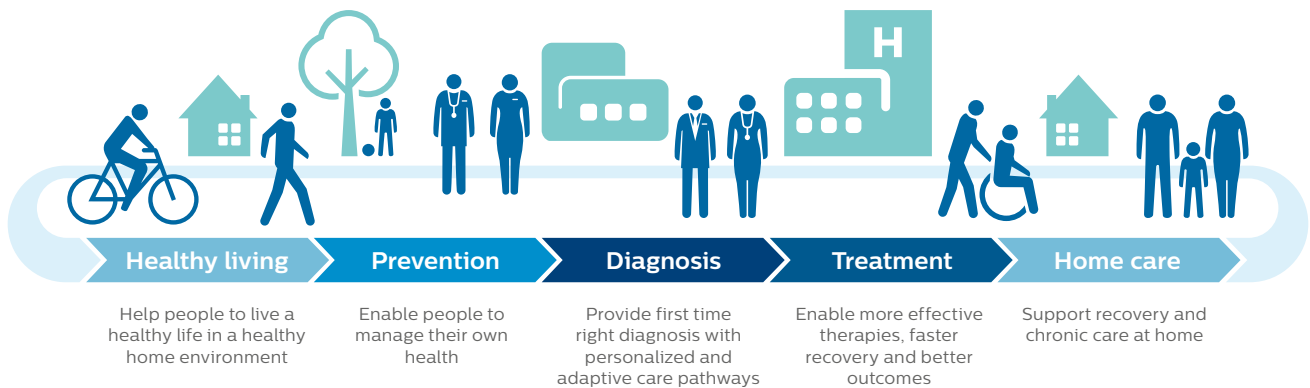 H
Healthy living
Prevention
Diagnosis
Treatment
Home care
Help people to live a
healthy life in a healthy
home environment
Enable people to
manage their own
health
Provide first time
right diagnosis with
personalized and
adaptive care pathways
Enable more effective
therapies, faster
recovery and better
outcomes
Support recovery and
chronic care at home